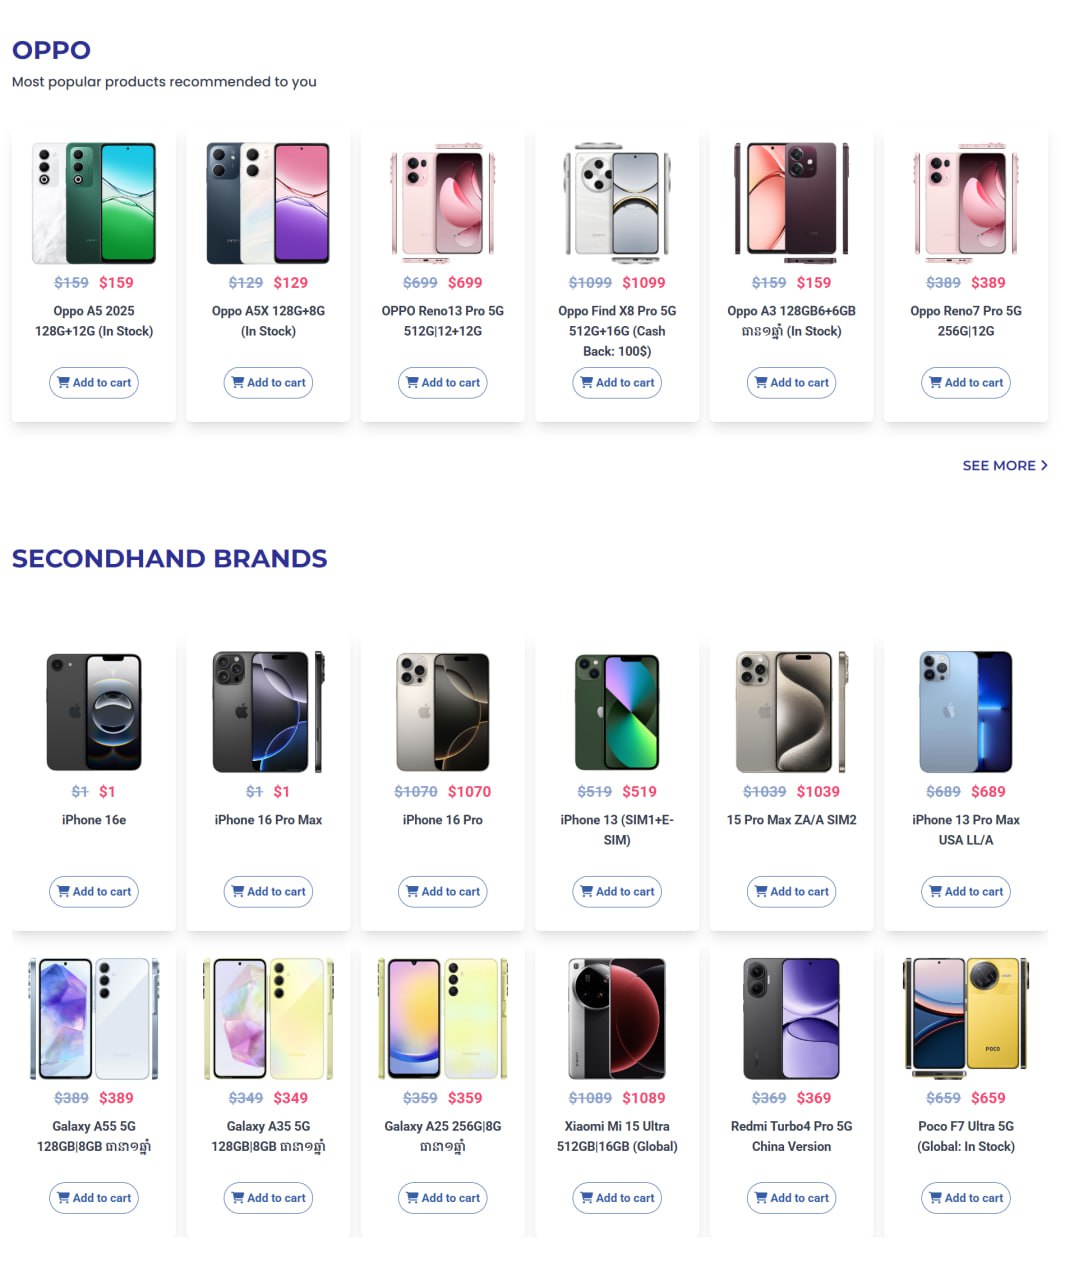 OPPO
Most popular products recommended to you
$159 $159
Oppo A5 2025
128G+12G (In Stock)
Add to cart
$129 $129
Oppo A5X 128G+8G
(In Stock)
Add to cart
$699 $699
OPPO Reno13 Pro 5G
512G|12+12G
Add to cart
$1099 $1099
Oppo Find X8 Pro 5G
512G+16G (Cash
Back: 100$)
Add to cart
$159 $159
Oppo A3 128GB6+6GB
ធានា១ឆ្នាំ (In Stock)
Add to cart
$389 $389
Oppo Reno7 Pro 5G
256G|12G
Add to cart
SEE MORE
SECONDHAND BRANDS
$1 $1
iPhone 16e
Add to cart
$1 $1
iPhone 16 Pro Max
Add to cart
$1070 $1070
iPhone 16 Pro
Add to cart
$519 $519
iPhone 13 (SIM1+E-
SIM)
Add to cart
$1039 $1039
15 Pro Max ZA/A SIM2
Add to cart
$689 $689
iPhone 13 Pro Max
USA LL/A
Add to cart
$389 $389
Galaxy A55 5G
128GB|8GB ធានា១ឆ្នាំ
Add to cart
$349 $349
Galaxy A35 5G
128GB|8GB ធានា១ឆ្នាំ
Add to cart
$359 $359
Galaxy A25 256G|8G
ធានា១ឆ្នាំ
Add to cart
$1089 $1089
Xiaomi Mi 15 Ultra
512GB|16GB (Global)
Add to cart
$369 $369
Redmi Turbo4 Pro 5G
China Version
Add to cart
POCO
$659 $659
Poco F7 Ultra 5G
(Global: In Stock)
Add to cart